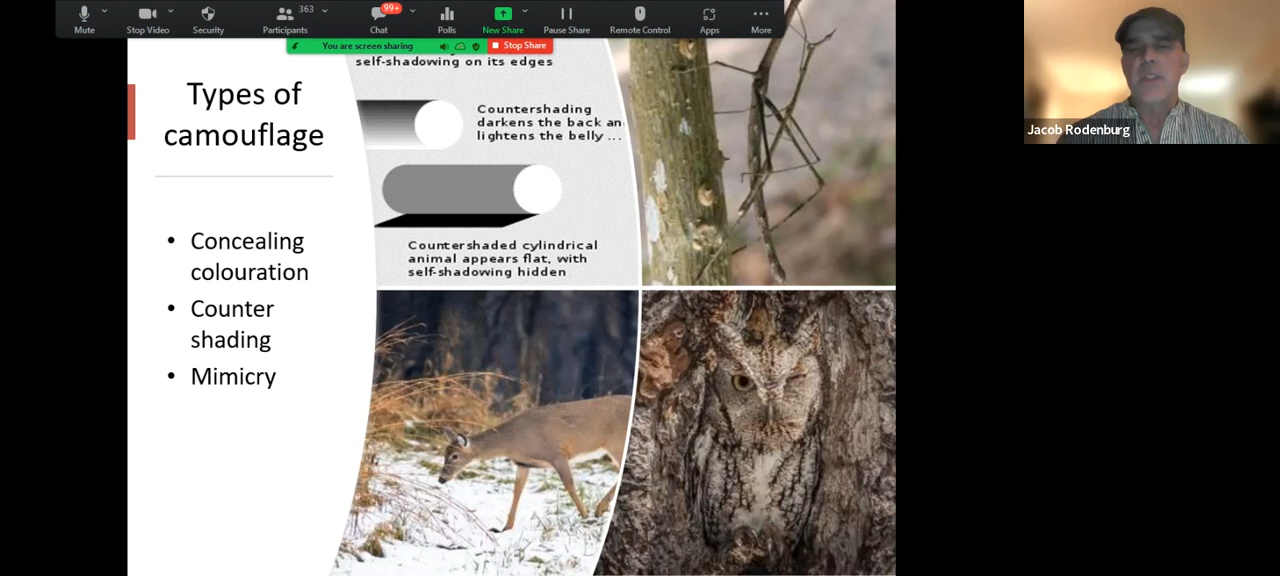 363
99+
Mute
Stop Video
Security
Participants
Chat
Polls
New Share
Pause Share
Remote Control
Apps
More
You are screen sharing
Stop Share
Jacob Rodenburg
Types of
camouflage
• Concealing
colouration
• Counter
shading
• Mimicry
self-shadowing on its edges
Countershading
darkens the back an
lightens the belly ...
Countershaded cylindrical
animal appears flat, with
self-shadowing hidden